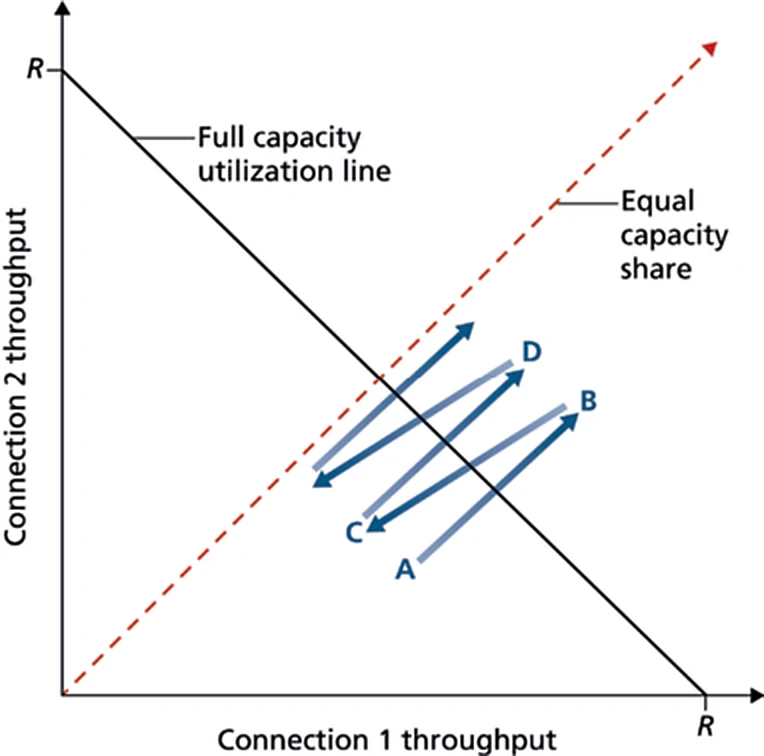 R
Full capacity
utilization line
Equal
capacity
share
D
B
C
A
Connection 2 throughput
R
Connection 1 throughput